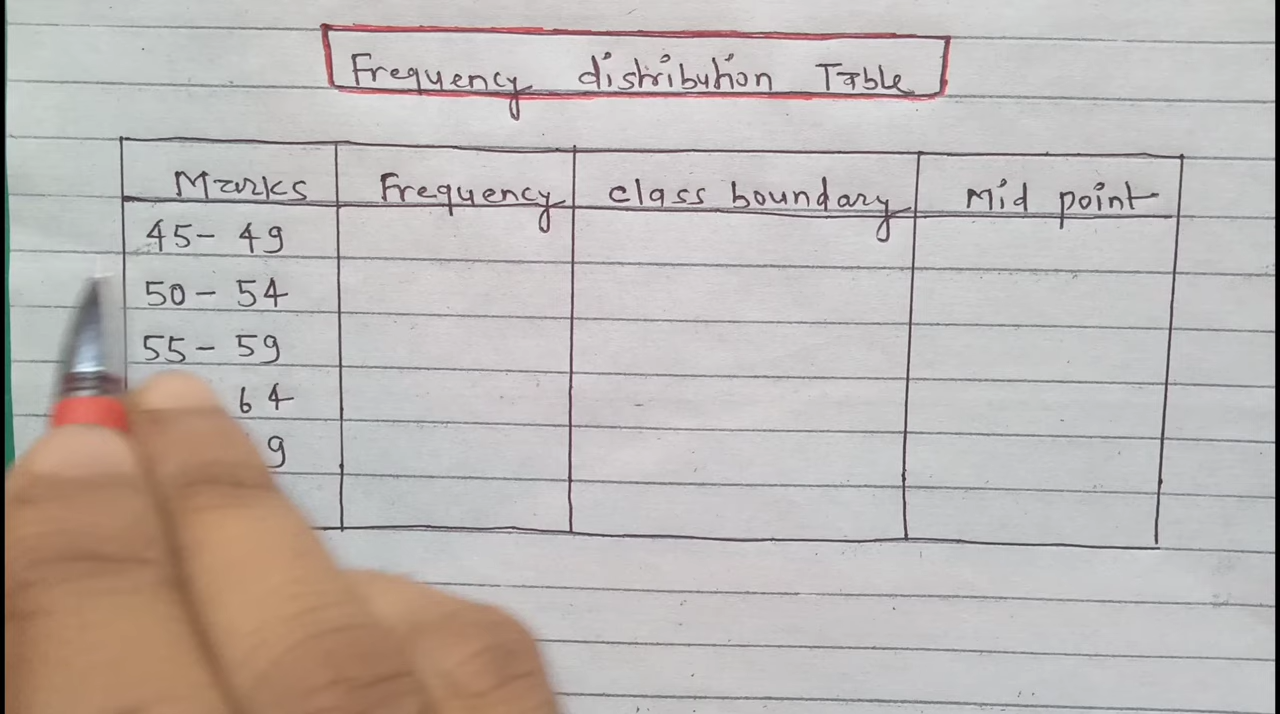 Frequency distribution Table
Marks Frequency class boundary Mid point
45 - 49
50 - 54
55 - 59
64
9